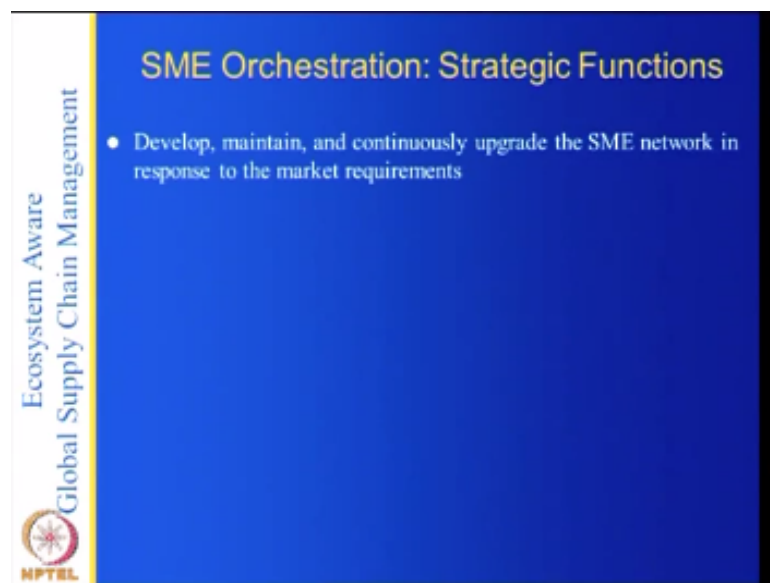 SME Orchestration: Strategic Functions
Develop, maintain, and continuously upgrade the SME network in
response to the market requirements
Ecosystem Aware
Global Supply Chain Management
NPTEL